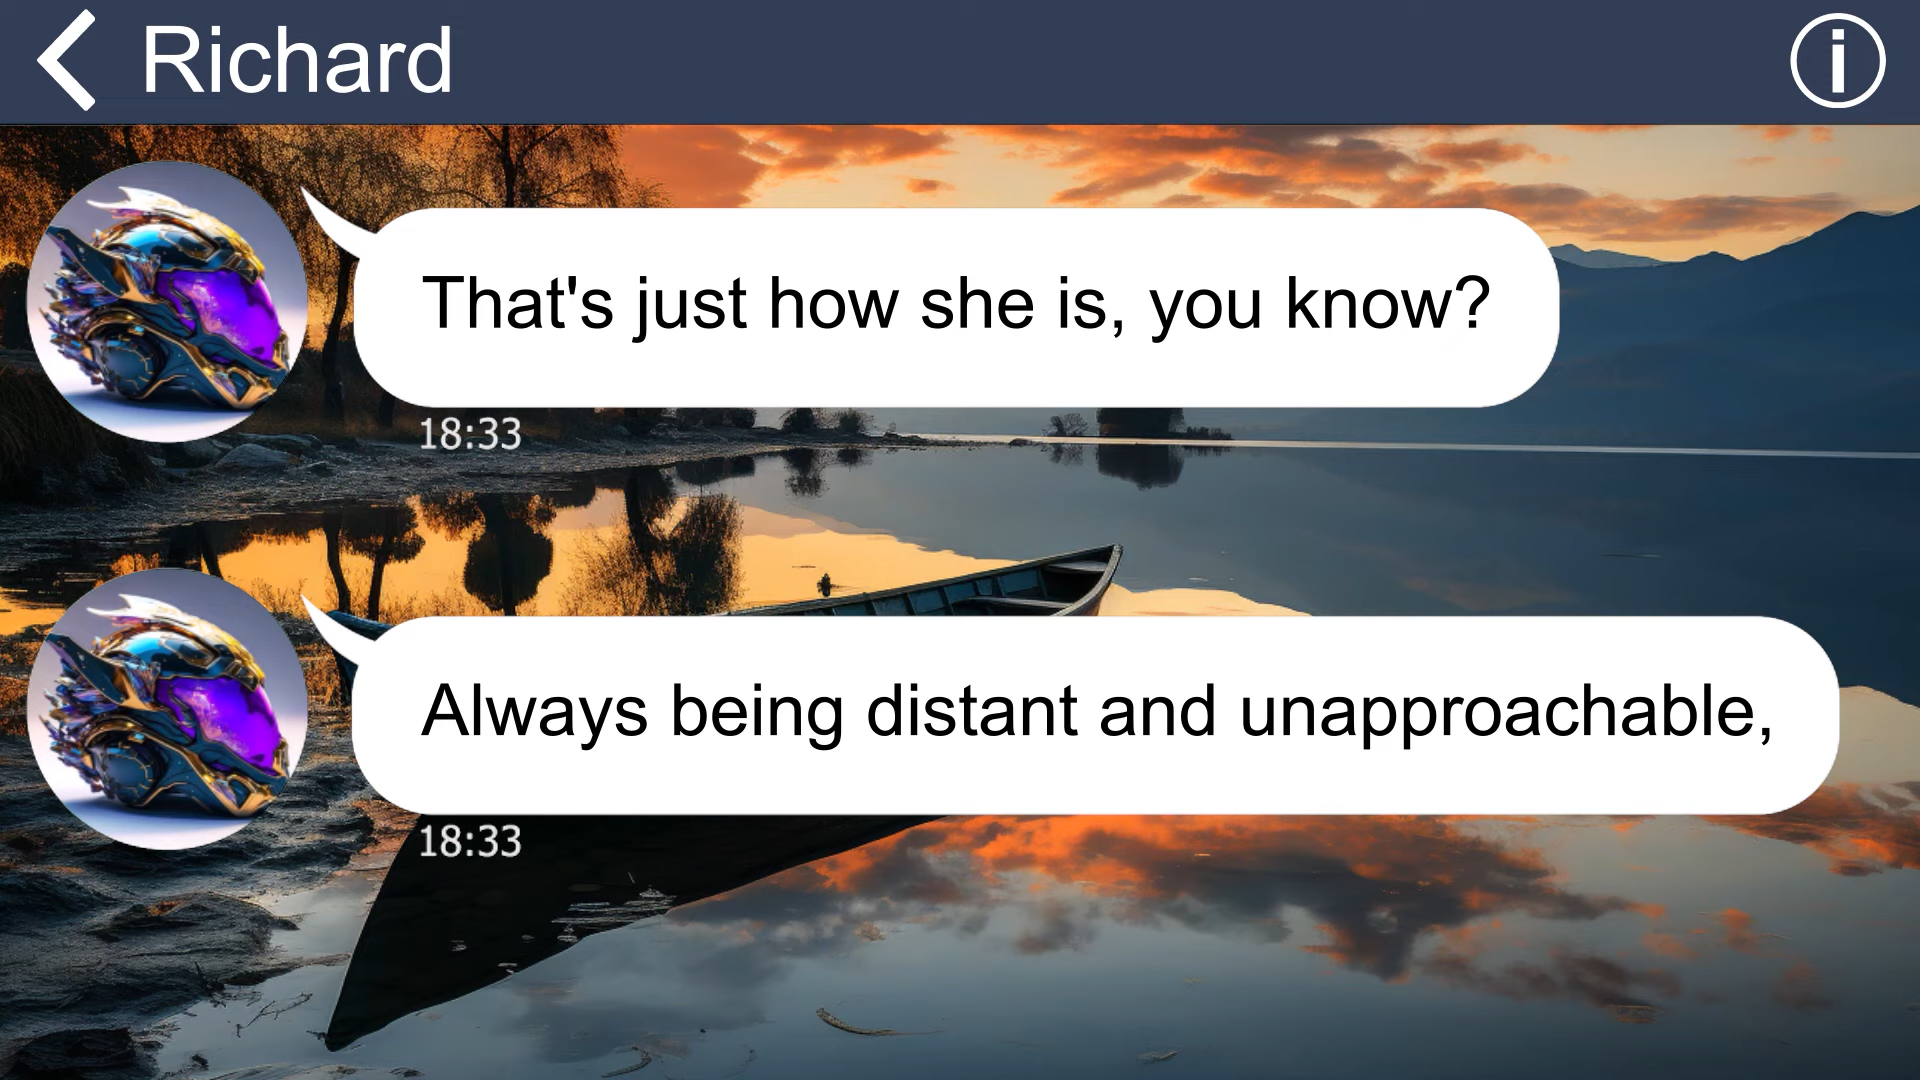 Richard
That's just how she is, you know?
18:33
Always being distant and unapproachable,
18:33